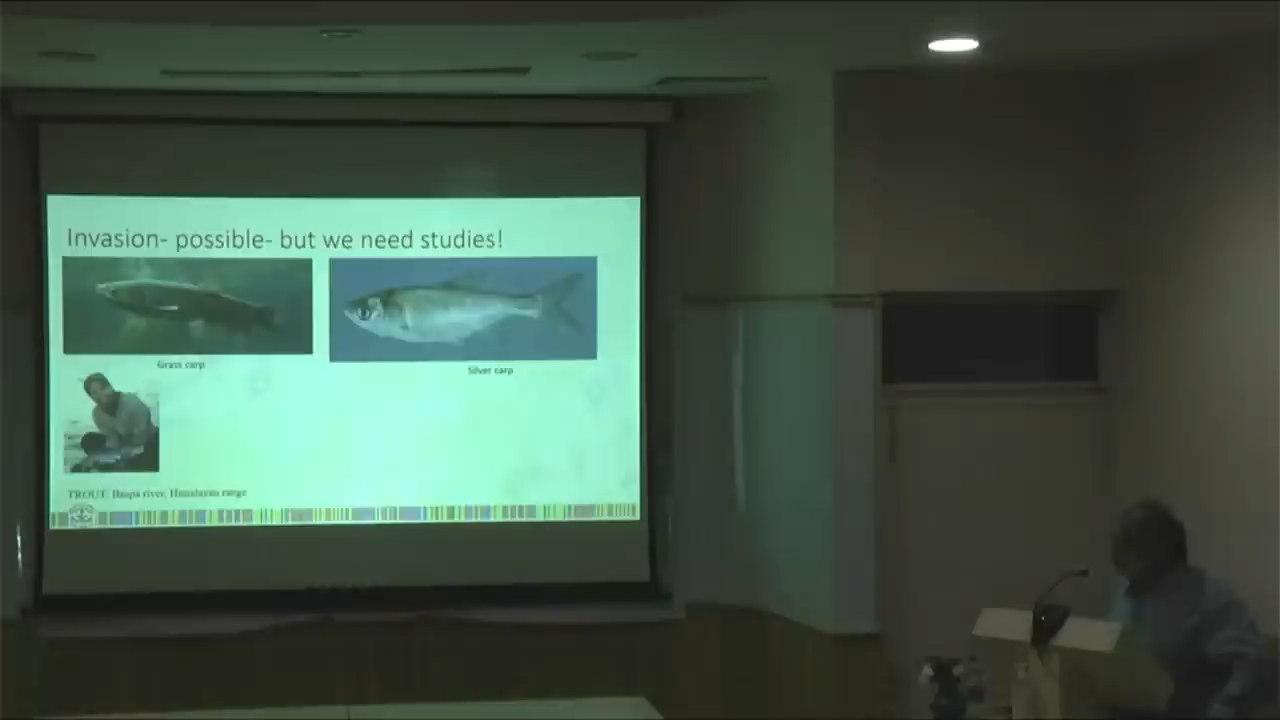 Invasion- possible- but we need studies!
Grass carp
Silver carp
TROUT: Baspa river, Himalayan range